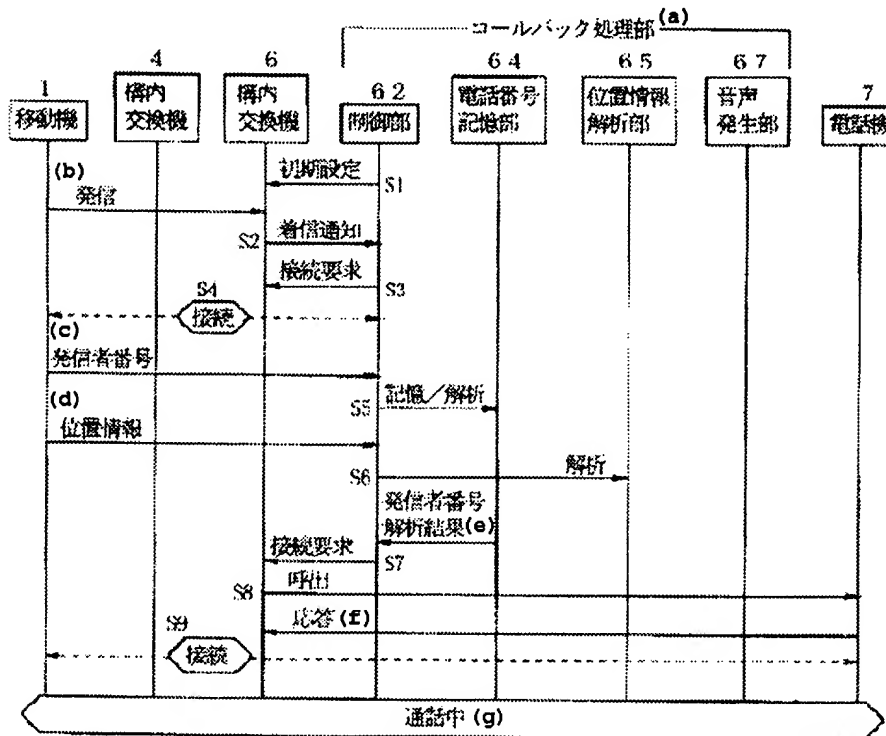 コールバック処理部(a)
1
移動機
4
構内
交換機
6
構内
交換機
62
制御部
64
電話番号
記憶部
65
位置情報
解析部
67
音声
発生部
7
電話機
初期設定
S1
(b)
発信
S2
着信通知
接続要求
S3
S4
接続
(c)
発信者番号
S5
記憶/解析
(d)
位置情報
S6
解析
発信者番号
解析結果(e)
接続要求
S7
S8
呼出
応答(f)
S9
接続
通話中(g)